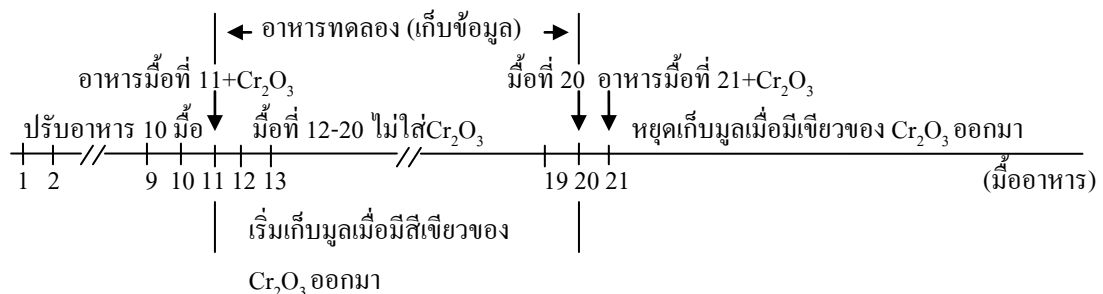 อาหารทดลอง (เก็บข้อมูล)
อาหารมื้อที่ 11+Cr₂O₃ มื้อที่ 20 อาหารมื้อที่ 21+Cr₂O₃
ปรับอาหาร 10 มื้อ มื้อที่ 12-20 ไม่ใส่Cr₂O₃ หยุดเก็บมูลเมื่อมีเขียวของ Cr₂O₃ ออกมา
1 2 9 10 11 12 13 19 20 21 (มื้ออาหาร)
เริ่มเก็บมูลเมื่อมีสีเขียวของ
Cr₂O₃ ออกมา